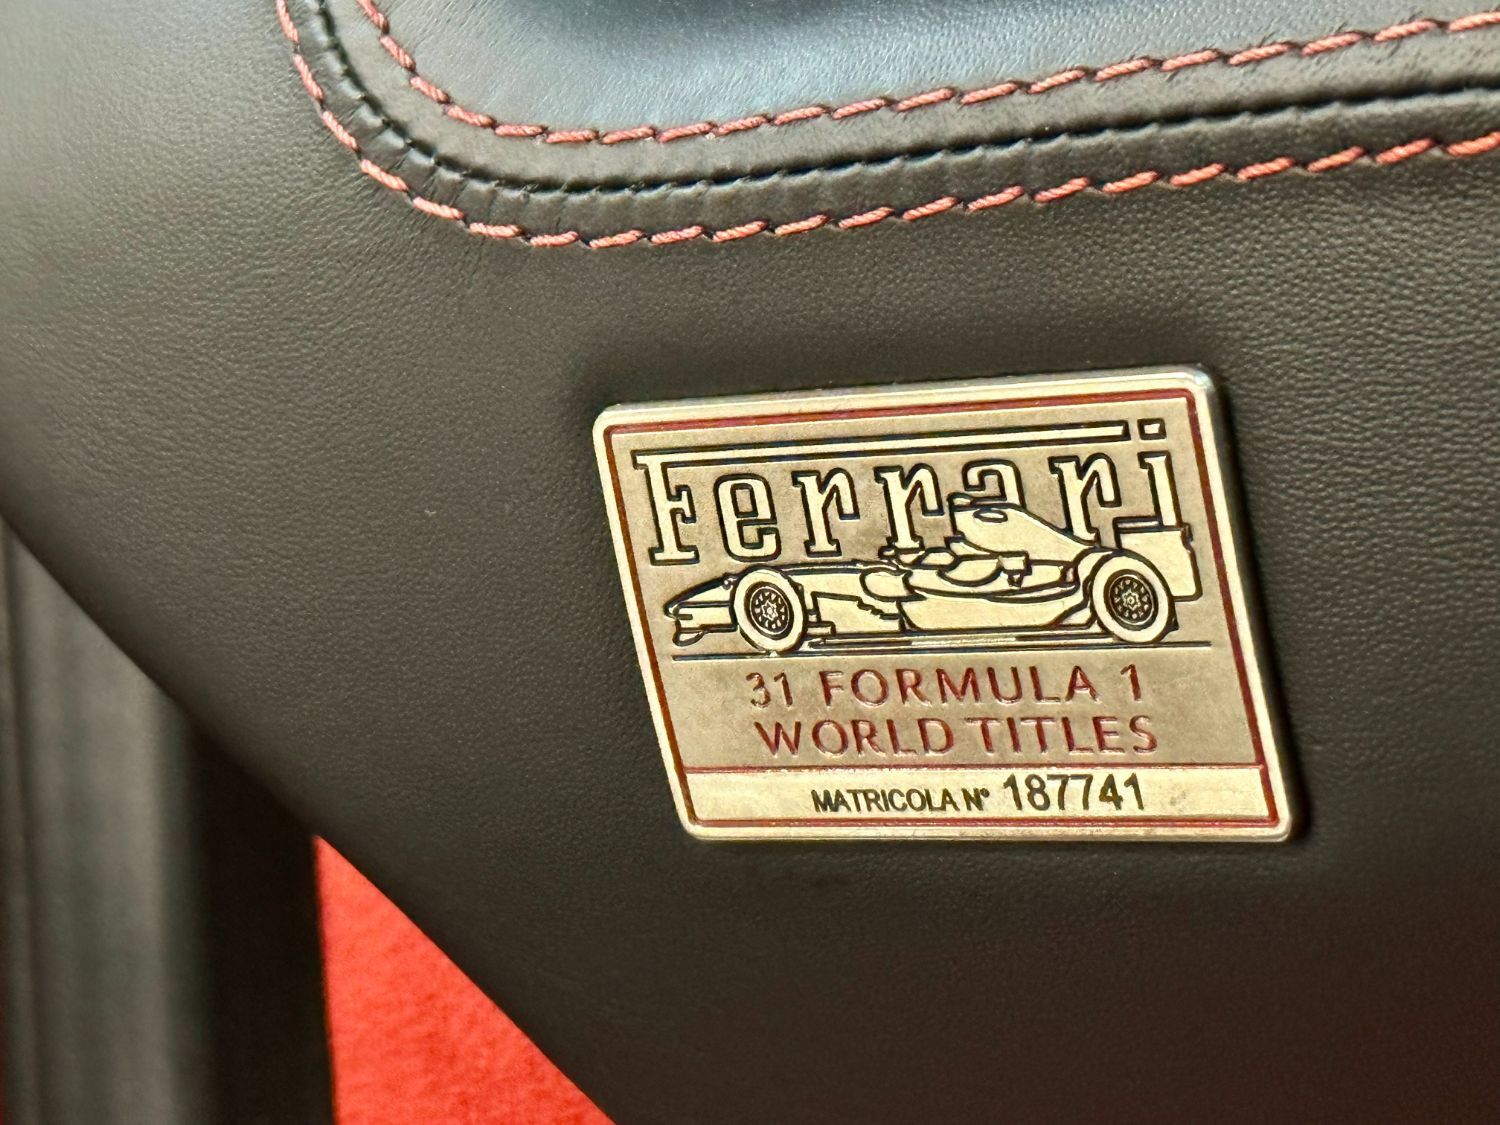 Ferrari
31 FORMULA 1
WORLD TITLES
MATRICOLA N° 187741